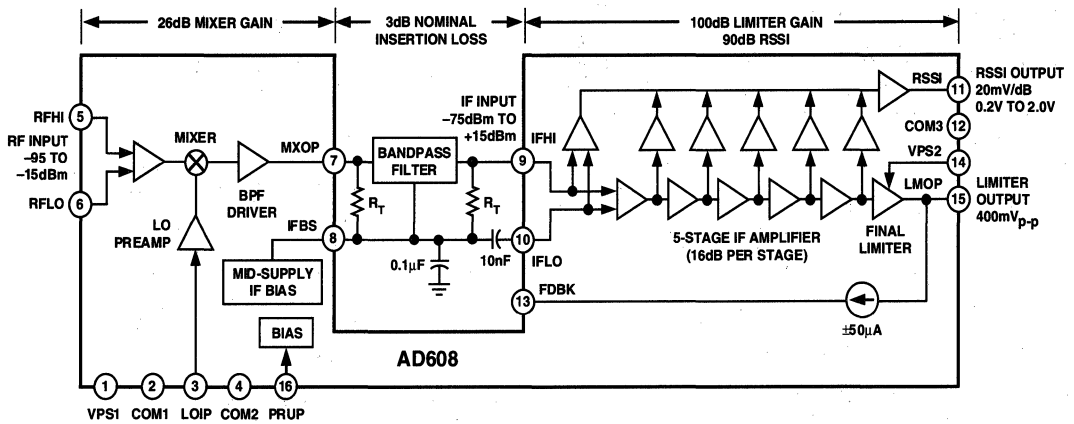 26dB MIXER GAIN
3dB NOMINAL
INSERTION LOSS
100dB LIMITER GAIN
90dB RSSI
RFHI
5
RF INPUT
–95 TO
–15dBm
6
RFLO
MIXER
BPF
DRIVER
LO
PREAMP
MXOP
7
IFBS
8
MID-SUPPLY
IF BIAS
BIAS
BANDPASS
FILTER
RT
RT
0.1μF
10nF
IF INPUT
–75dBm TO
+15dBm
IFHI
9
10
IFLO
13
FDBK
5-STAGE IF AMPLIFIER
(16dB PER STAGE)
FINAL
LIMITER
±50μA
RSSI
11
RSSI OUTPUT
20mV/dB
0.2V TO 2.0V
COM3
12
VPS2
14
LMOP
15
LIMITER
OUTPUT
400mVp-p
AD608
1
2
3
4
16
VPS1
COM1
LOIP
COM2
PRUP